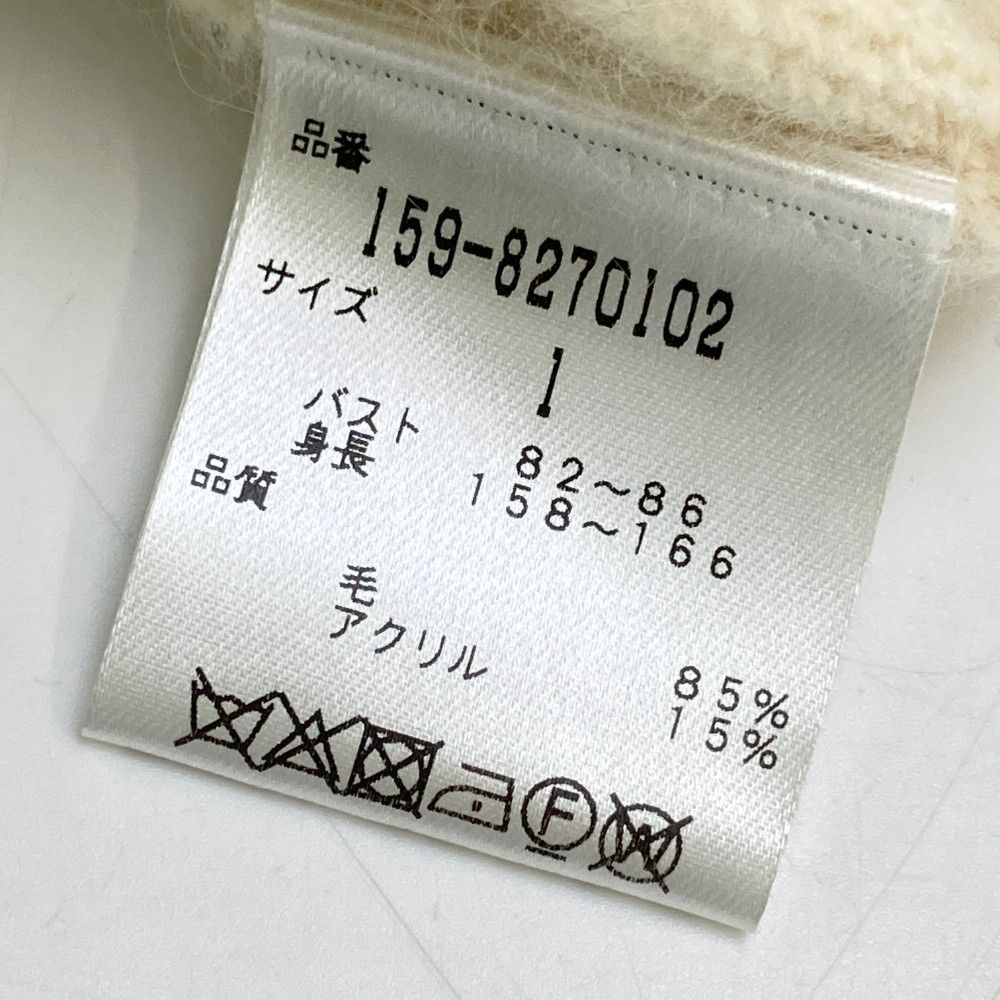 品番
159-8270102
サイズ
1
バスト 82～86
身長 158～166
品質
毛 85%
アクリル 15%
F W